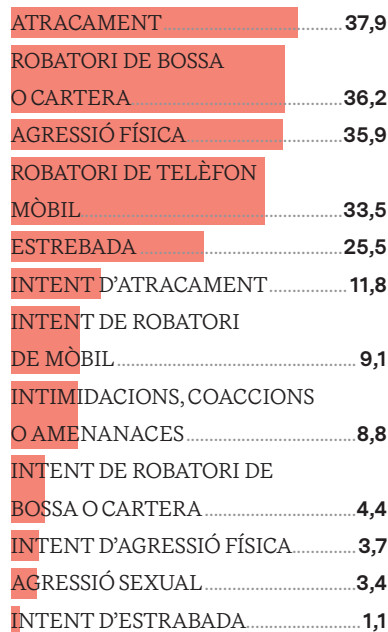 ATRACAMENT 37,9
ROBATORI DE BOSSA
O CARTERA 36,2
AGRESSIÓ FÍSICA 35,9
ROBATORI DE TELÈFON
MÒBIL 33,5
ESTREBADA 25,5
INTENT D'ATRACAMENT 11,8
INTENT DE ROBATORI
DE MÒBIL 9,1
INTIMIDACIONS, COACCIONS
O AMENANACES 8,8
INTENT DE ROBATORI DE
BOSSA O CARTERA 4,4
INTENT D'AGRESSIÓ FÍSICA 3,7
AGRESSIÓ SEXUAL 3,4
INTENT D'ESTRABADA 1,1